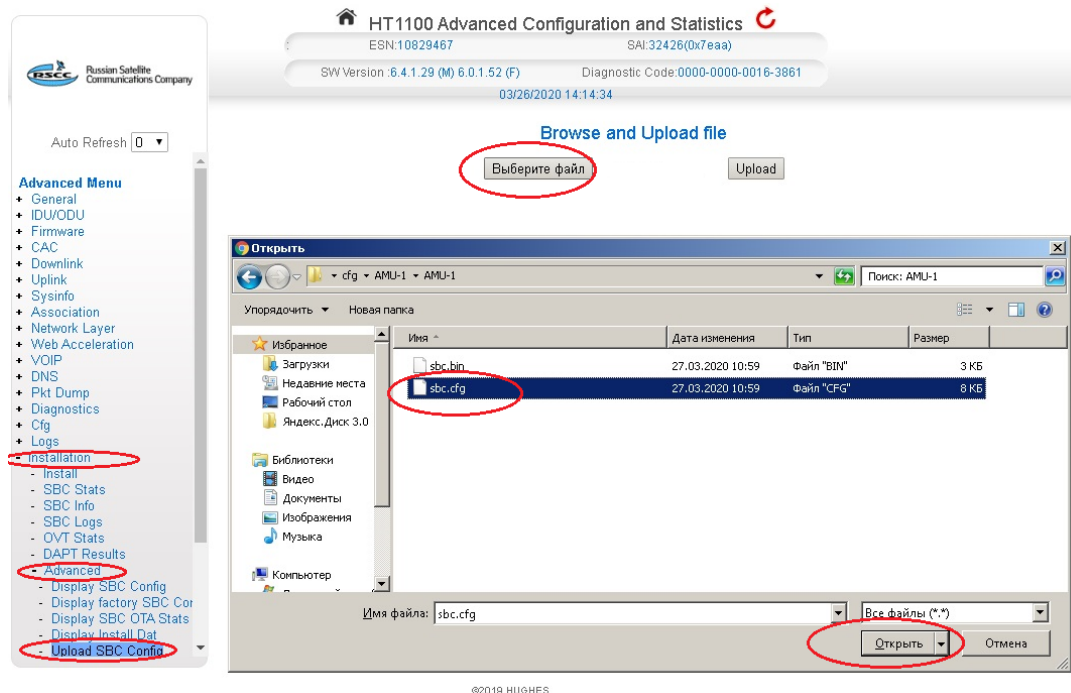 HT1100 Advanced Configuration and Statistics
ESN:10829467 SAI:32426(0x7eaa)
SW Version :6.4.1.29 (M) 6.0.1.52 (F) Diagnostic Code:0000-0000-0016-3861
03/26/2020 14:14:34
RSCC Russian Satellite
Communications Company
Auto Refresh 0
Advanced Menu
+ General
+ IDU/ODU
+ Firmware
+ CAC
+ Downlink
+ Uplink
+ Sysinfo
+ Association
+ Network Layer
+ Web Acceleration
+ VOIP
+ DNS
+ Pkt Dump
+ Diagnostics
+ Cfg
+ Logs
- Installation
- Install
- SBC Stats
- SBC Info
- SBC Logs
- OVT Stats
- DAPT Results
- Advanced
- Display SBC Config
- Display factory SBC Cor
- Display SBC OTA Stats
- Display Install Dat
- Upload SBC Config
Browse and Upload file
Выберите файл Upload
Открыть
cfg AMU-1 AMU-1 Поиск: AMU-1
Упорядочить Новая папка
Избранное
Загрузки
Недавние места
Рабочий стол
Яндекс.Диск 3.0
Библиотеки
Видео
Документы
Изображения
Музыка
Компьютер
Имя Дата изменения Тип Размер
sbc.bin 27.03.2020 10:59 Файл "BIN" 3 КБ
sbc.cfg 27.03.2020 10:59 Файл "CFG" 8 КБ
Имя файла: sbc.cfg Все файлы (*.*)
Открыть Отмена
©2019 HUGHES